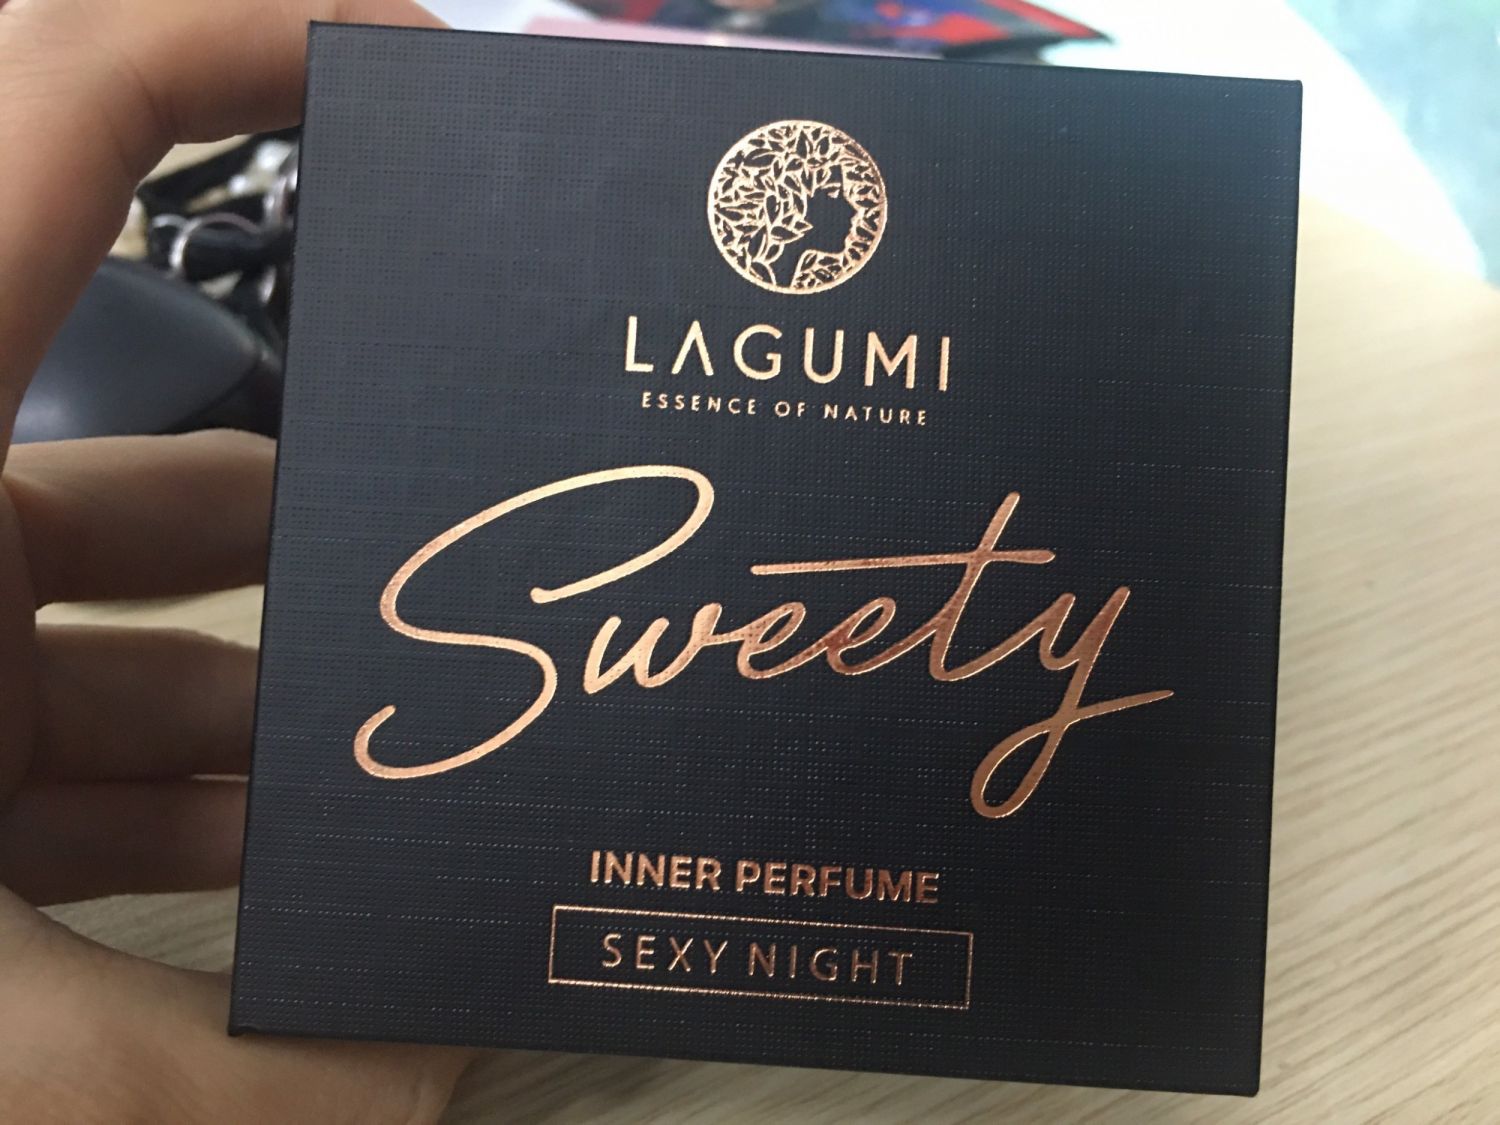 LAGUMI
ESSENCE OF NATURE
Sweety
INNER PERFUME
SEXY NIGHT